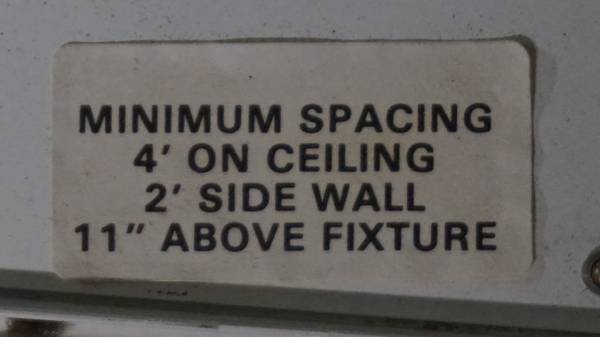 MINIMUM SPACING
4' ON CEILING
2' SIDE WALL
11" ABOVE FIXTURE